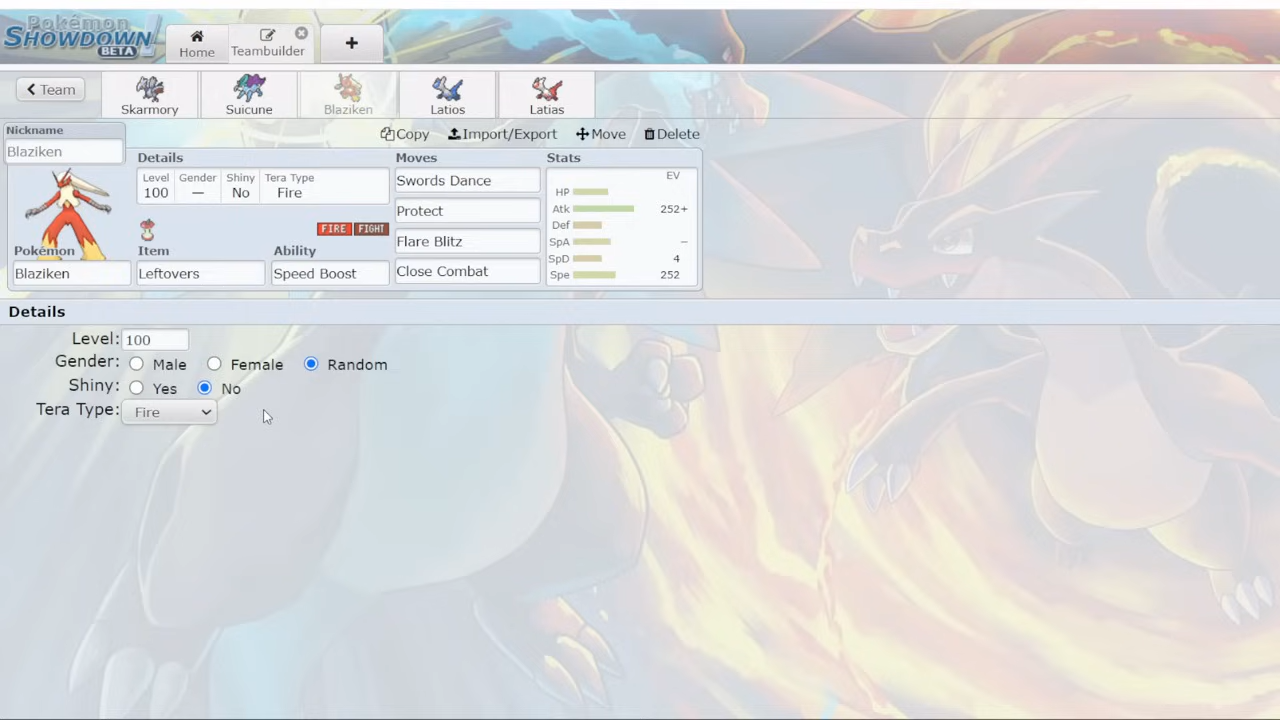 Pokémon
SHOWDOWN!
BETA
Home
Teambuilder
Team
Skarmory
Suicune
Blaziken
Latios
Latias
Nickname
Blaziken
Copy
Import/Export
Move
Delete
Details
Moves
Stats
Level
Gender
Shiny
Tera Type
100
—
No
Fire
FIRE
FIGHT
Pokémon
Item
Ability
Blaziken
Leftovers
Speed Boost
Swords Dance
Protect
Flare Blitz
Close Combat
EV
HP
Atk 252+
Def
SpA –
SpD 4
Spe 252
Details
Level: 100
Gender: Male Female Random
Shiny: Yes No
Tera Type: Fire